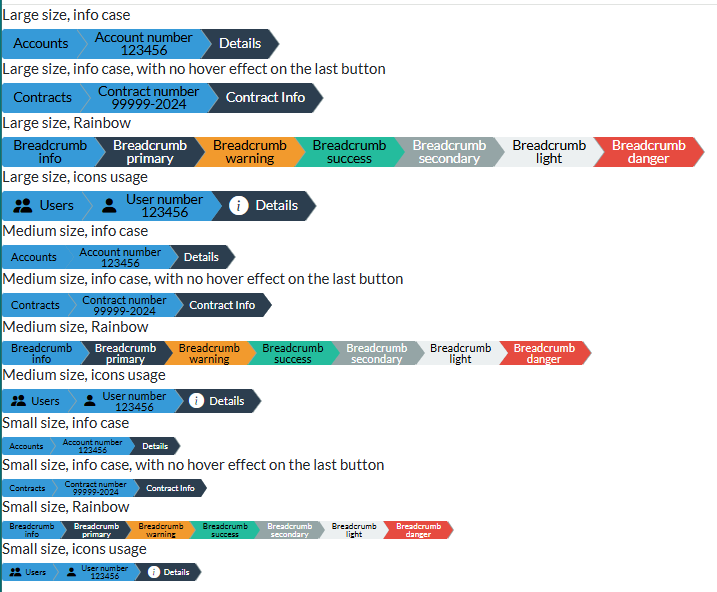 Large size, info case
Accounts Account number 123456 Details
Large size, info case, with no hover effect on the last button
Contracts Contract number 99999-2024 Contract Info
Large size, Rainbow
Breadcrumb info Breadcrumb primary Breadcrumb warning Breadcrumb success Breadcrumb secondary Breadcrumb light Breadcrumb danger
Large size, icons usage
Users User number 123456 i Details
Medium size, info case
Accounts Account number 123456 Details
Medium size, info case, with no hover effect on the last button
Contracts Contract number 99999-2024 Contract Info
Medium size, Rainbow
Breadcrumb info Breadcrumb primary Breadcrumb warning Breadcrumb success Breadcrumb secondary Breadcrumb light Breadcrumb danger
Medium size, icons usage
Users User number 123456 i Details
Small size, info case
Accounts Account number 123456 Details
Small size, info case, with no hover effect on the last button
Contracts Contract number 99999-2024 Contract Info
Small size, Rainbow
Breadcrumb info Breadcrumb primary Breadcrumb warning Breadcrumb success Breadcrumb secondary Breadcrumb light Breadcrumb danger
Small size, icons usage
Users User number 123456 i Details